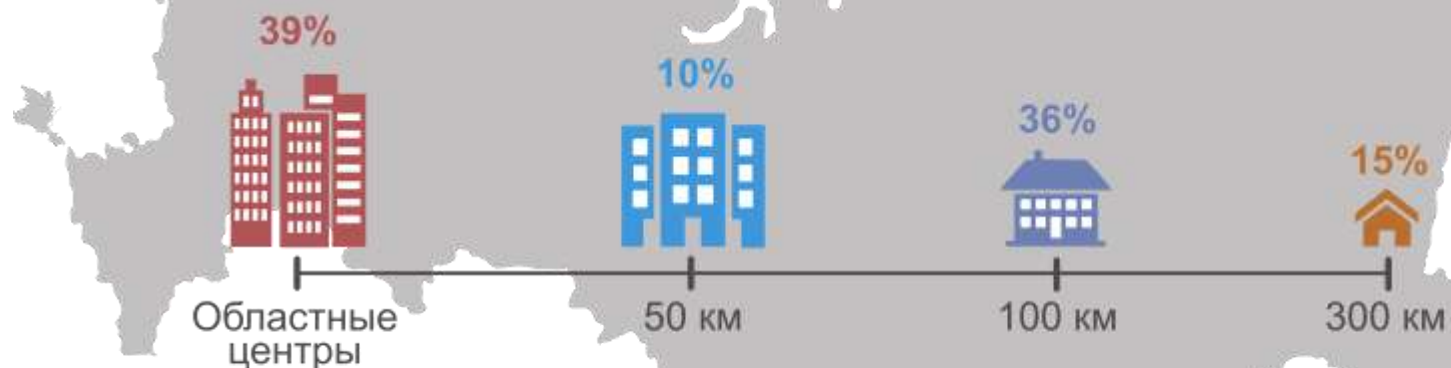 39%
10%
36%
15%
Областные
центры
50 км
100 км
300 км